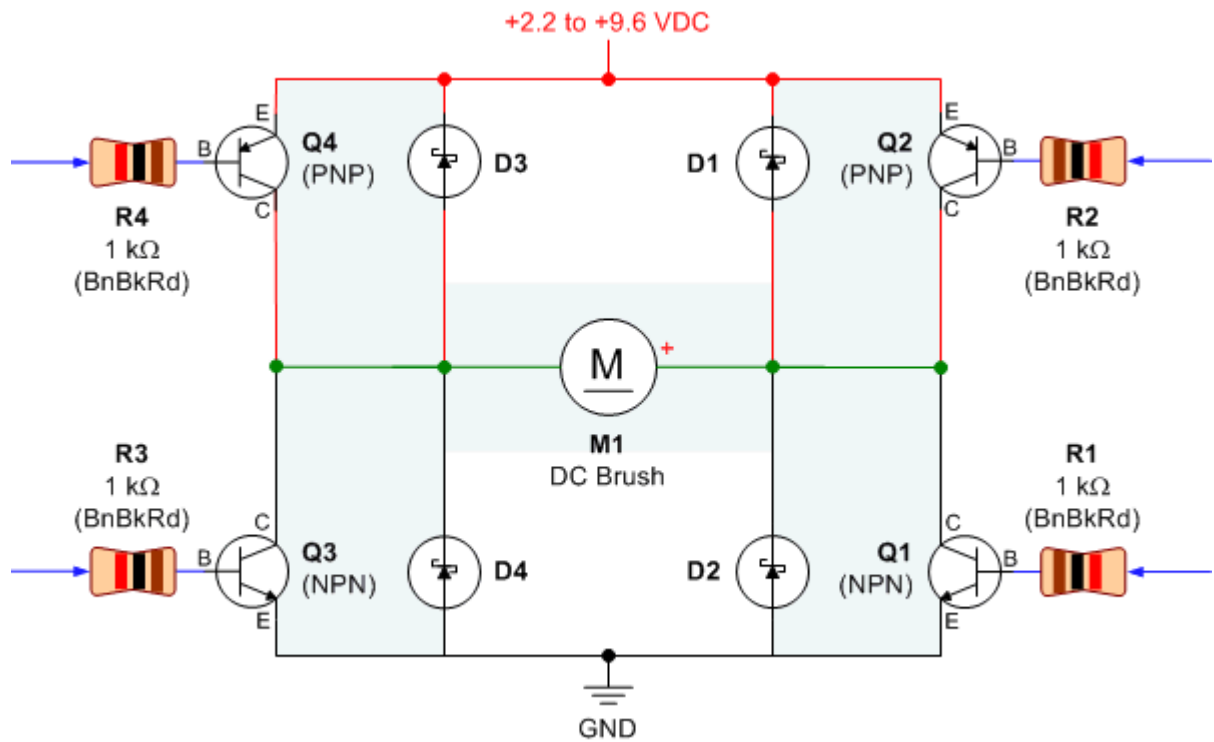 +2.2 to +9.6 VDC
E
B
C
Q4
(PNP)
D3
D1
Q2
(PNP)
E
B
C
R4
1 kΩ
(BnBkRd)
R2
1 kΩ
(BnBkRd)
M
+
M1
DC Brush
R3
1 kΩ
(BnBkRd)
R1
1 kΩ
(BnBkRd)
C
B
E
Q3
(NPN)
D4
D2
Q1
(NPN)
C
B
E
GND